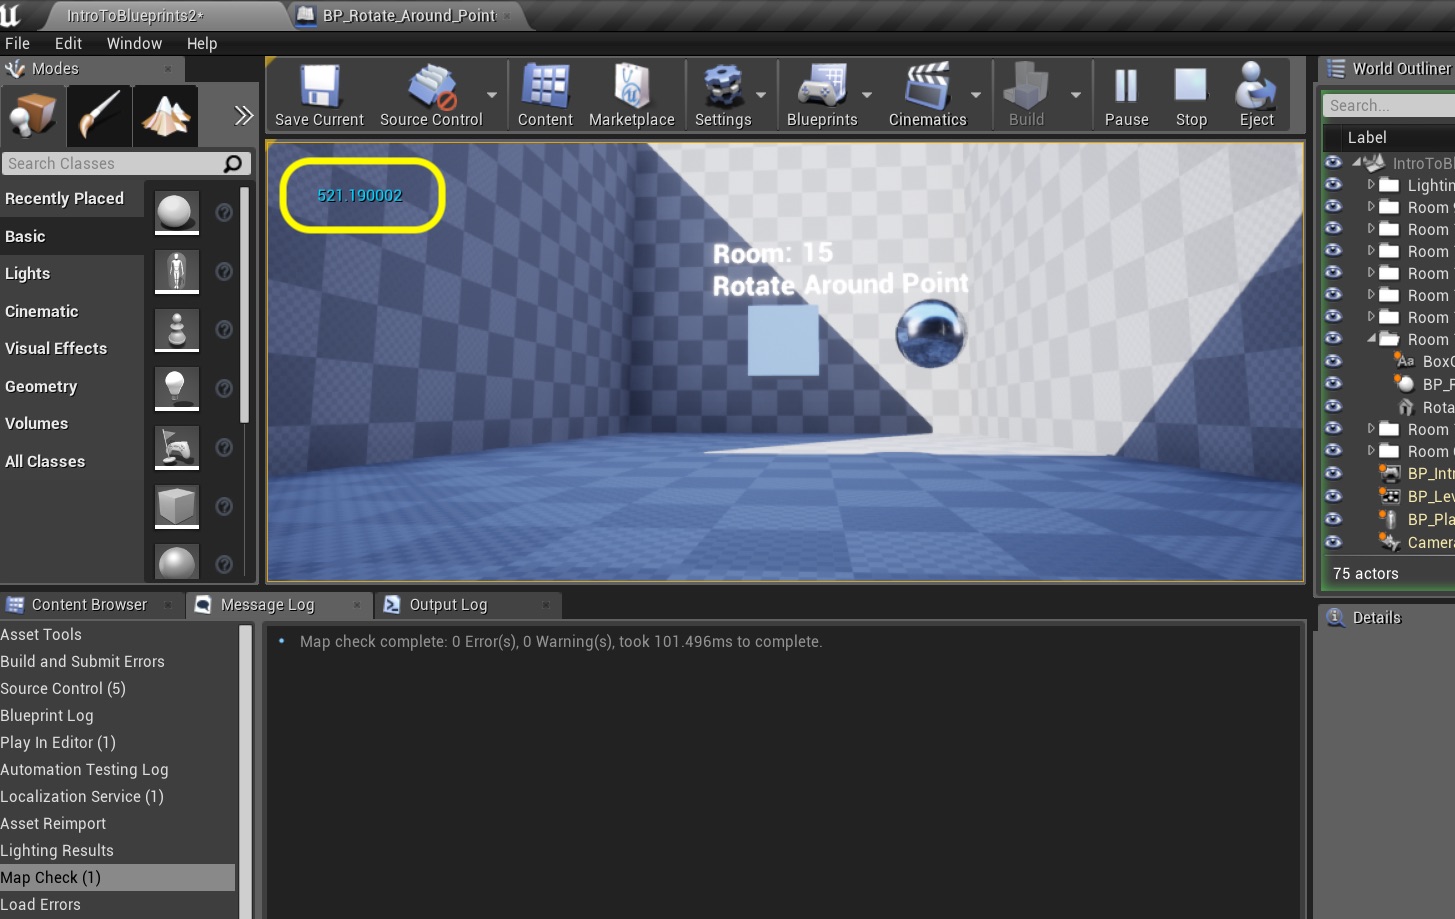 IntroToBlueprints2*
BP_Rotate_Around_Point
File Edit Window Help
Modes
Search Classes
Recently Placed
Basic
Lights
Cinematic
Visual Effects
Geometry
Volumes
All Classes
Save Current
Source Control
Content
Marketplace
Settings
Blueprints
Cinematics
Build
Pause
Stop
Eject
521.190002
Room: 15
Rotate Around Point
World Outliner
Search...
Label
IntroToBl
Lightin
Room 9
Room
Room
Room
Room
Room
Room
Aa BoxC
BP_F
Rota
Room
Room
BP_Intr
BP_Lev
BP_Pla
Camera
75 actors
Details
Content Browser
Message Log
Output Log
Asset Tools
Build and Submit Errors
Source Control (5)
Blueprint Log
Play In Editor (1)
Automation Testing Log
Localization Service (1)
Asset Reimport
Lighting Results
Map Check (1)
Load Errors
Map check complete: 0 Error(s), 0 Warning(s), took 101.496ms to complete.